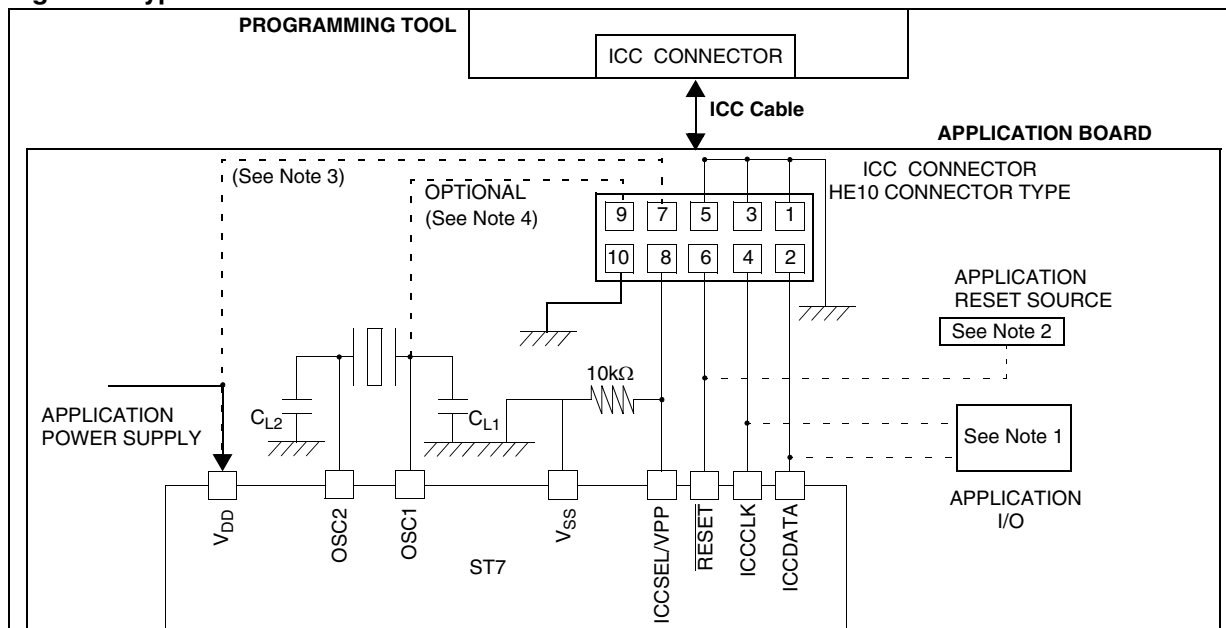 PROGRAMMING TOOL
ICC CONNECTOR
ICC Cable
APPLICATION BOARD
(See Note 3)
OPTIONAL
(See Note 4)
ICC CONNECTOR
HE10 CONNECTOR TYPE
9 7 5 3 1
10 8 6 4 2
APPLICATION
RESET SOURCE
See Note 2
10kΩ
APPLICATION
POWER SUPPLY
CL2
CL1
See Note 1
APPLICATION
I/O
VDD
OSC2
OSC1
VSS
ICCSEL/VPP
RESET
ICCCLK
ICCDATA
ST7